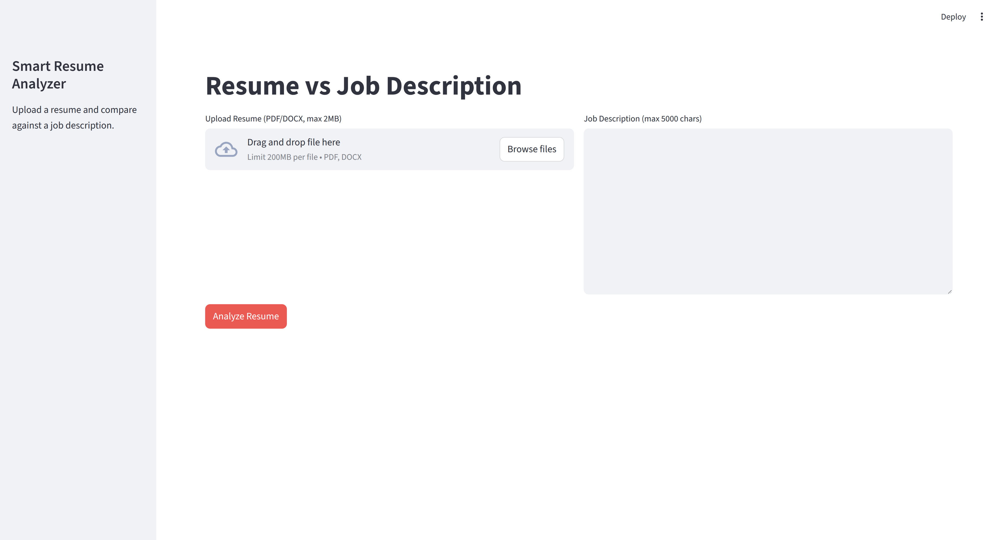 Deploy
Smart Resume
Analyzer
Upload a resume and compare
against a job description.
Resume vs Job Description
Upload Resume (PDF/DOCX, max 2MB)
Drag and drop file here
Limit 200MB per file • PDF, DOCX
Browse files
Job Description (max 5000 chars)
Analyze Resume